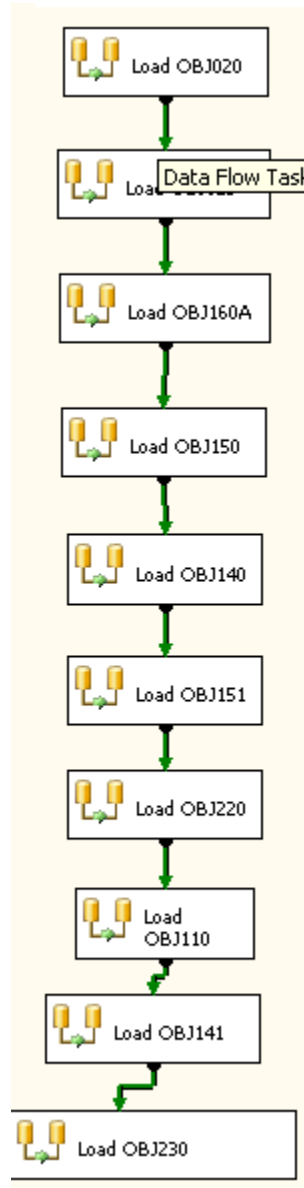 Load OBJ020
Data Flow Task
Load OBJ160A
Load OBJ150
Load OBJ140
Load OBJ151
Load OBJ220
Load
OBJ110
Load OBJ141
Load OBJ230